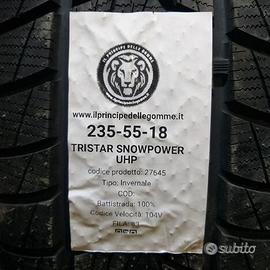 IL PRINCIPE DELLE GOMME
www.ilprincipedellegomme.it
235-55-18
TRISTAR SNOWPOWER
UHP
codice prodotto: 27645
Tipo: Invernale
COD:
Battistrada: 100%
Codice Velocità: 104V
FILA:
subito